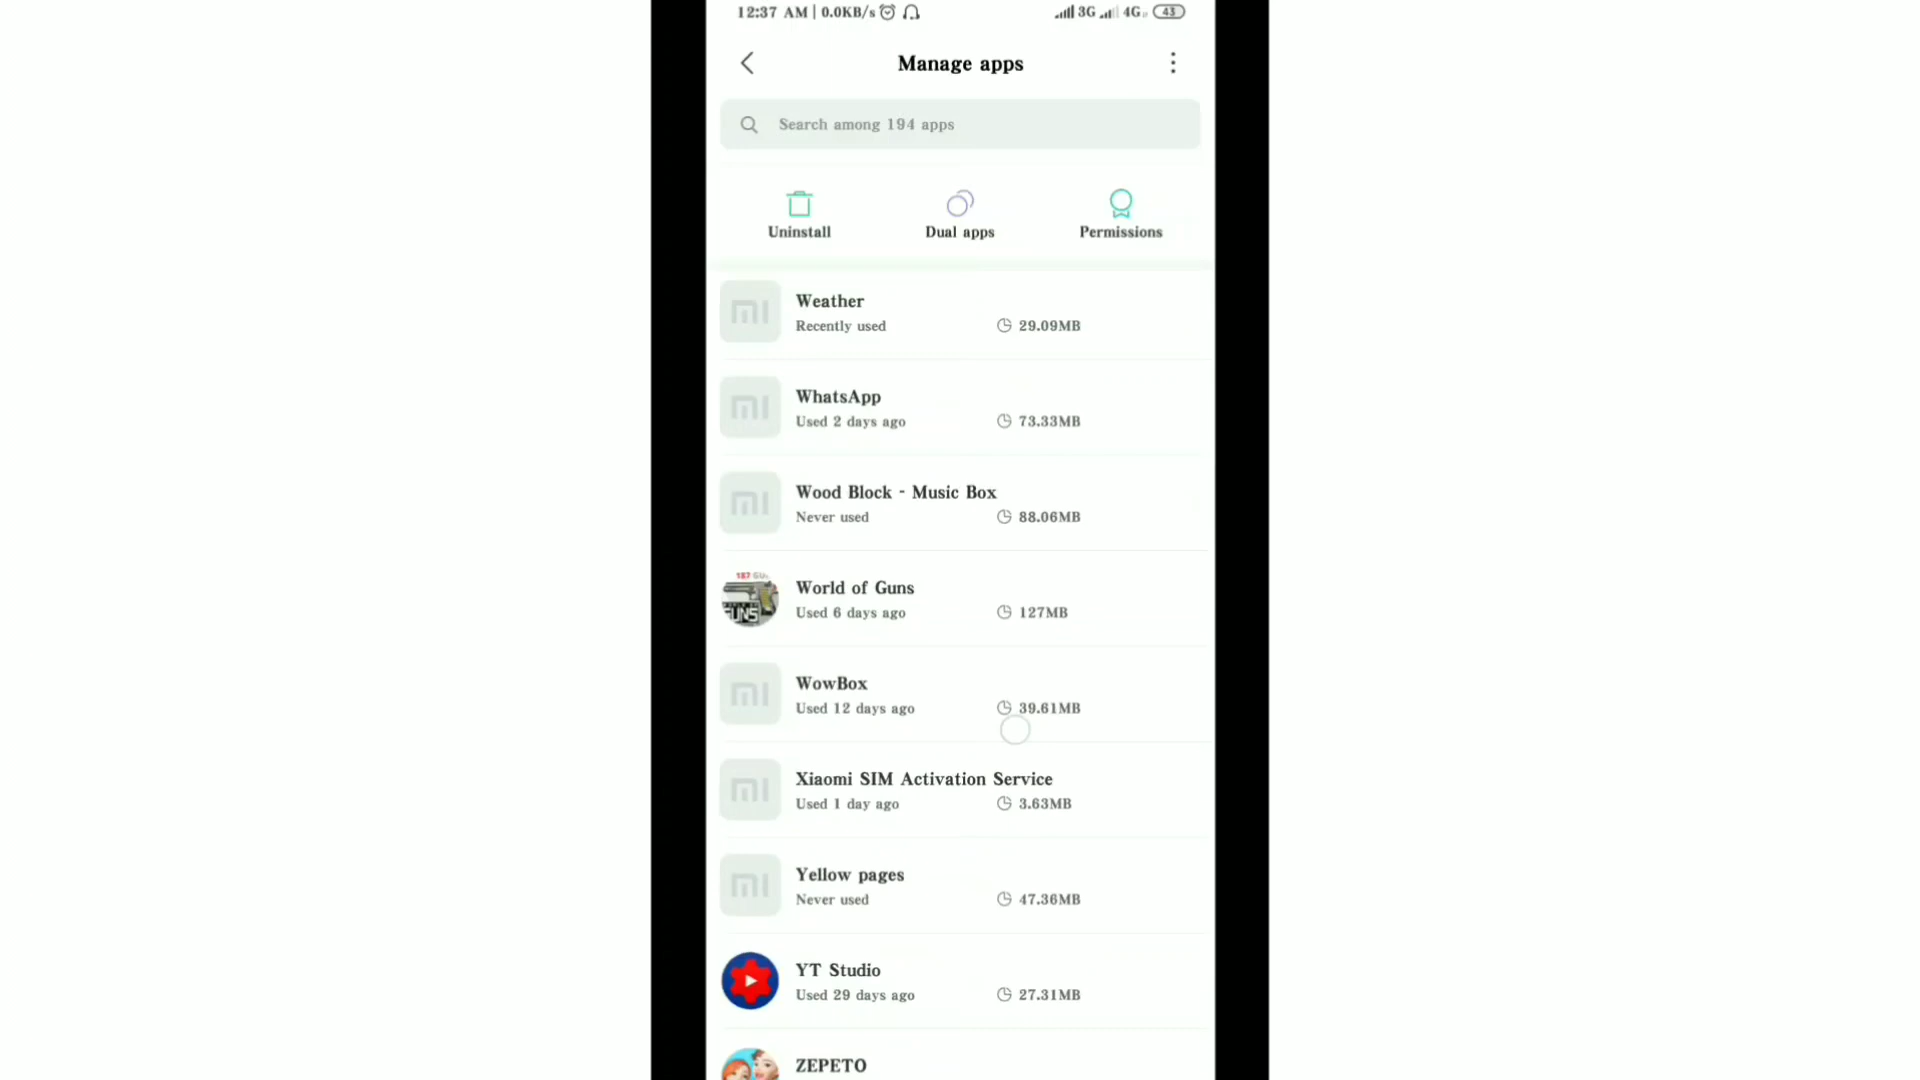 12:37 AM | 0.0KB/s 3G 4G 43
Manage apps
Search among 194 apps
Uninstall Dual apps Permissions
Weather
Recently used 29.09MB
WhatsApp
Used 2 days ago 73.33MB
Wood Block - Music Box
Never used 88.06MB
World of Guns
Used 6 days ago 127MB
WowBox
Used 12 days ago 39.61MB
Xiaomi SIM Activation Service
Used 1 day ago 3.63MB
Yellow pages
Never used 47.36MB
YT Studio
Used 29 days ago 27.31MB
ZEPETO